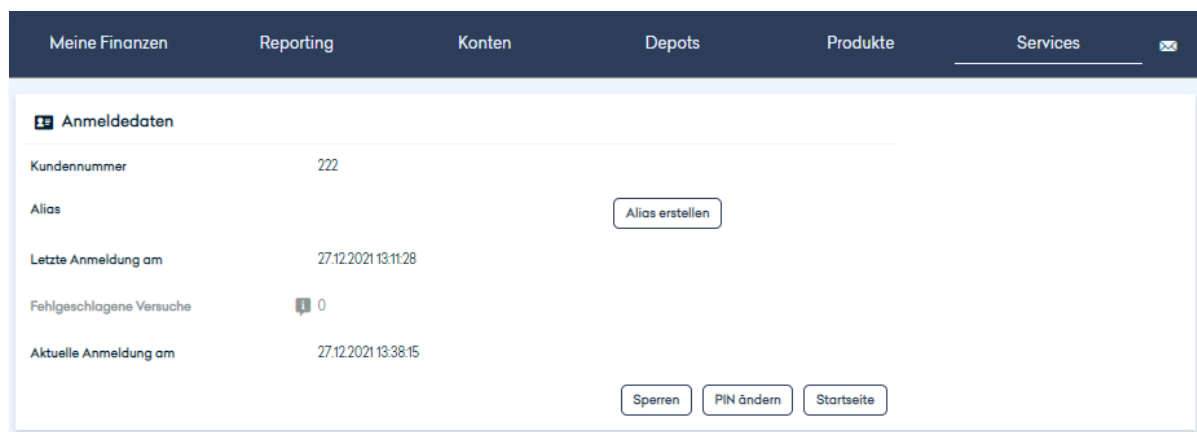 Meine Finanzen Reporting Konten Depots Produkte Services
Anmeldedaten
Kundennummer 222
Alias Alias erstellen
Letzte Anmeldung am 27.12.2021 13:11:28
Fehlgeschlagene Versuche 0
Aktuelle Anmeldung am 27.12.2021 13:38:15
Sperren PIN ändern Startseite